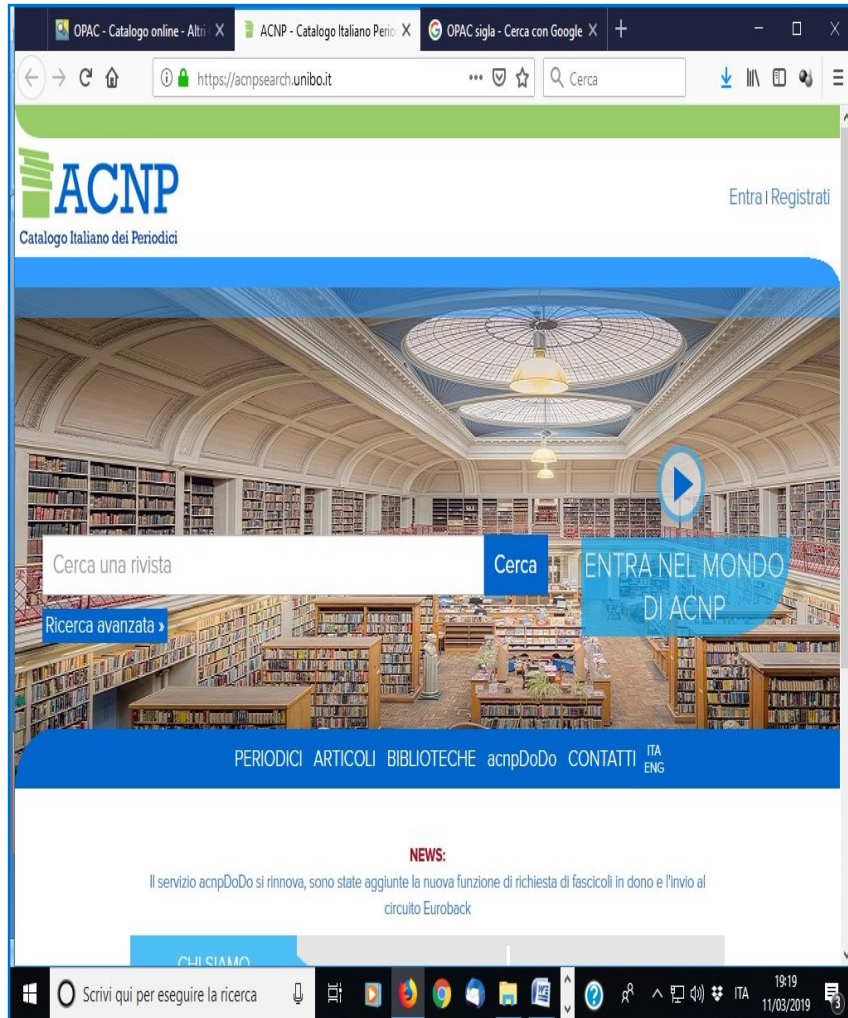 OPAC - Catalogo online - Altri
ACNP - Catalogo Italiano Perio
OPAC sigla - Cerca con Google
https://acnpsearch.unibo.it
Cerca
ACNP
Catalogo Italiano dei Periodici
Entra | Registrati
Cerca una rivista
Cerca
ENTRA NEL MONDO
DI ACNP
Ricerca avanzata »
PERIODICI ARTICOLI BIBLIOTECHE acnpDoDo CONTATTI ITA
ENG
NEWS:
Il servizio acnpDoDo si rinnova, sono state aggiunte la nuova funzione di richiesta di fascicoli in dono e l'invio al
circuito Euroback
CHI SIAMO
Scrivi qui per eseguire la ricerca
ITA
19:19
11/03/2019
3